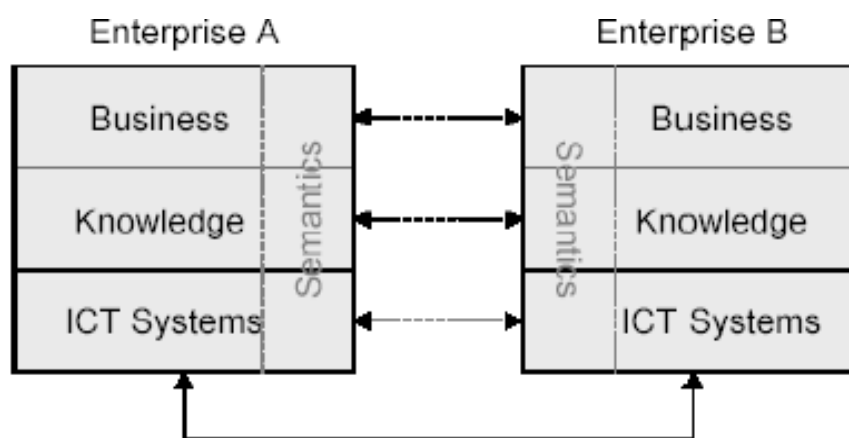 Enterprise A
Enterprise B
Business
Knowledge
ICT Systems
Semantics
Semantics
Business
Knowledge
ICT Systems